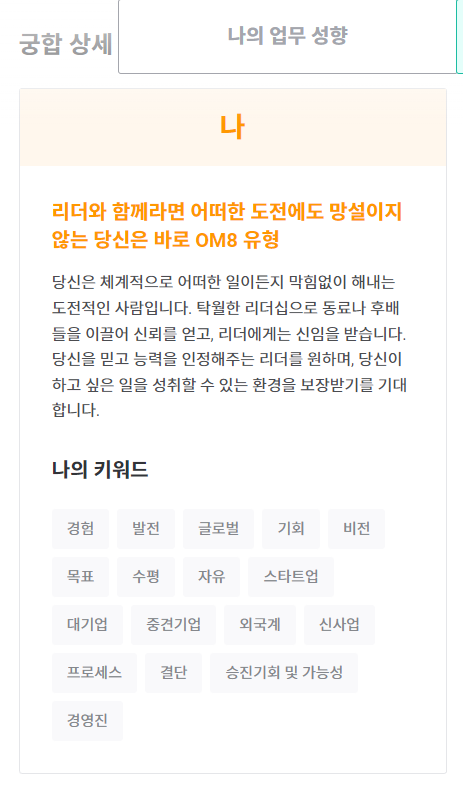 궁합 상세
나의 업무 성향
나
리더와 함께라면 어떠한 도전에도 망설이지
않는 당신은 바로 OM8 유형
당신은 체계적으로 어떠한 일이든지 막힘없이 해내는
도전적인 사람입니다. 탁월한 리더십으로 동료나 후배
들을 이끌어 신뢰를 얻고, 리더에게는 신임을 받습니다.
당신을 믿고 능력을 인정해주는 리더를 원하며, 당신이
하고 싶은 일을 성취할 수 있는 환경을 보장받기를 기대
합니다.
나의 키워드
경험 발전 글로벌 기회 비전
목표 수평 자유 스타트업
대기업 중견기업 외국계 신사업
프로세스 결단 승진기회 및 가능성
경영진